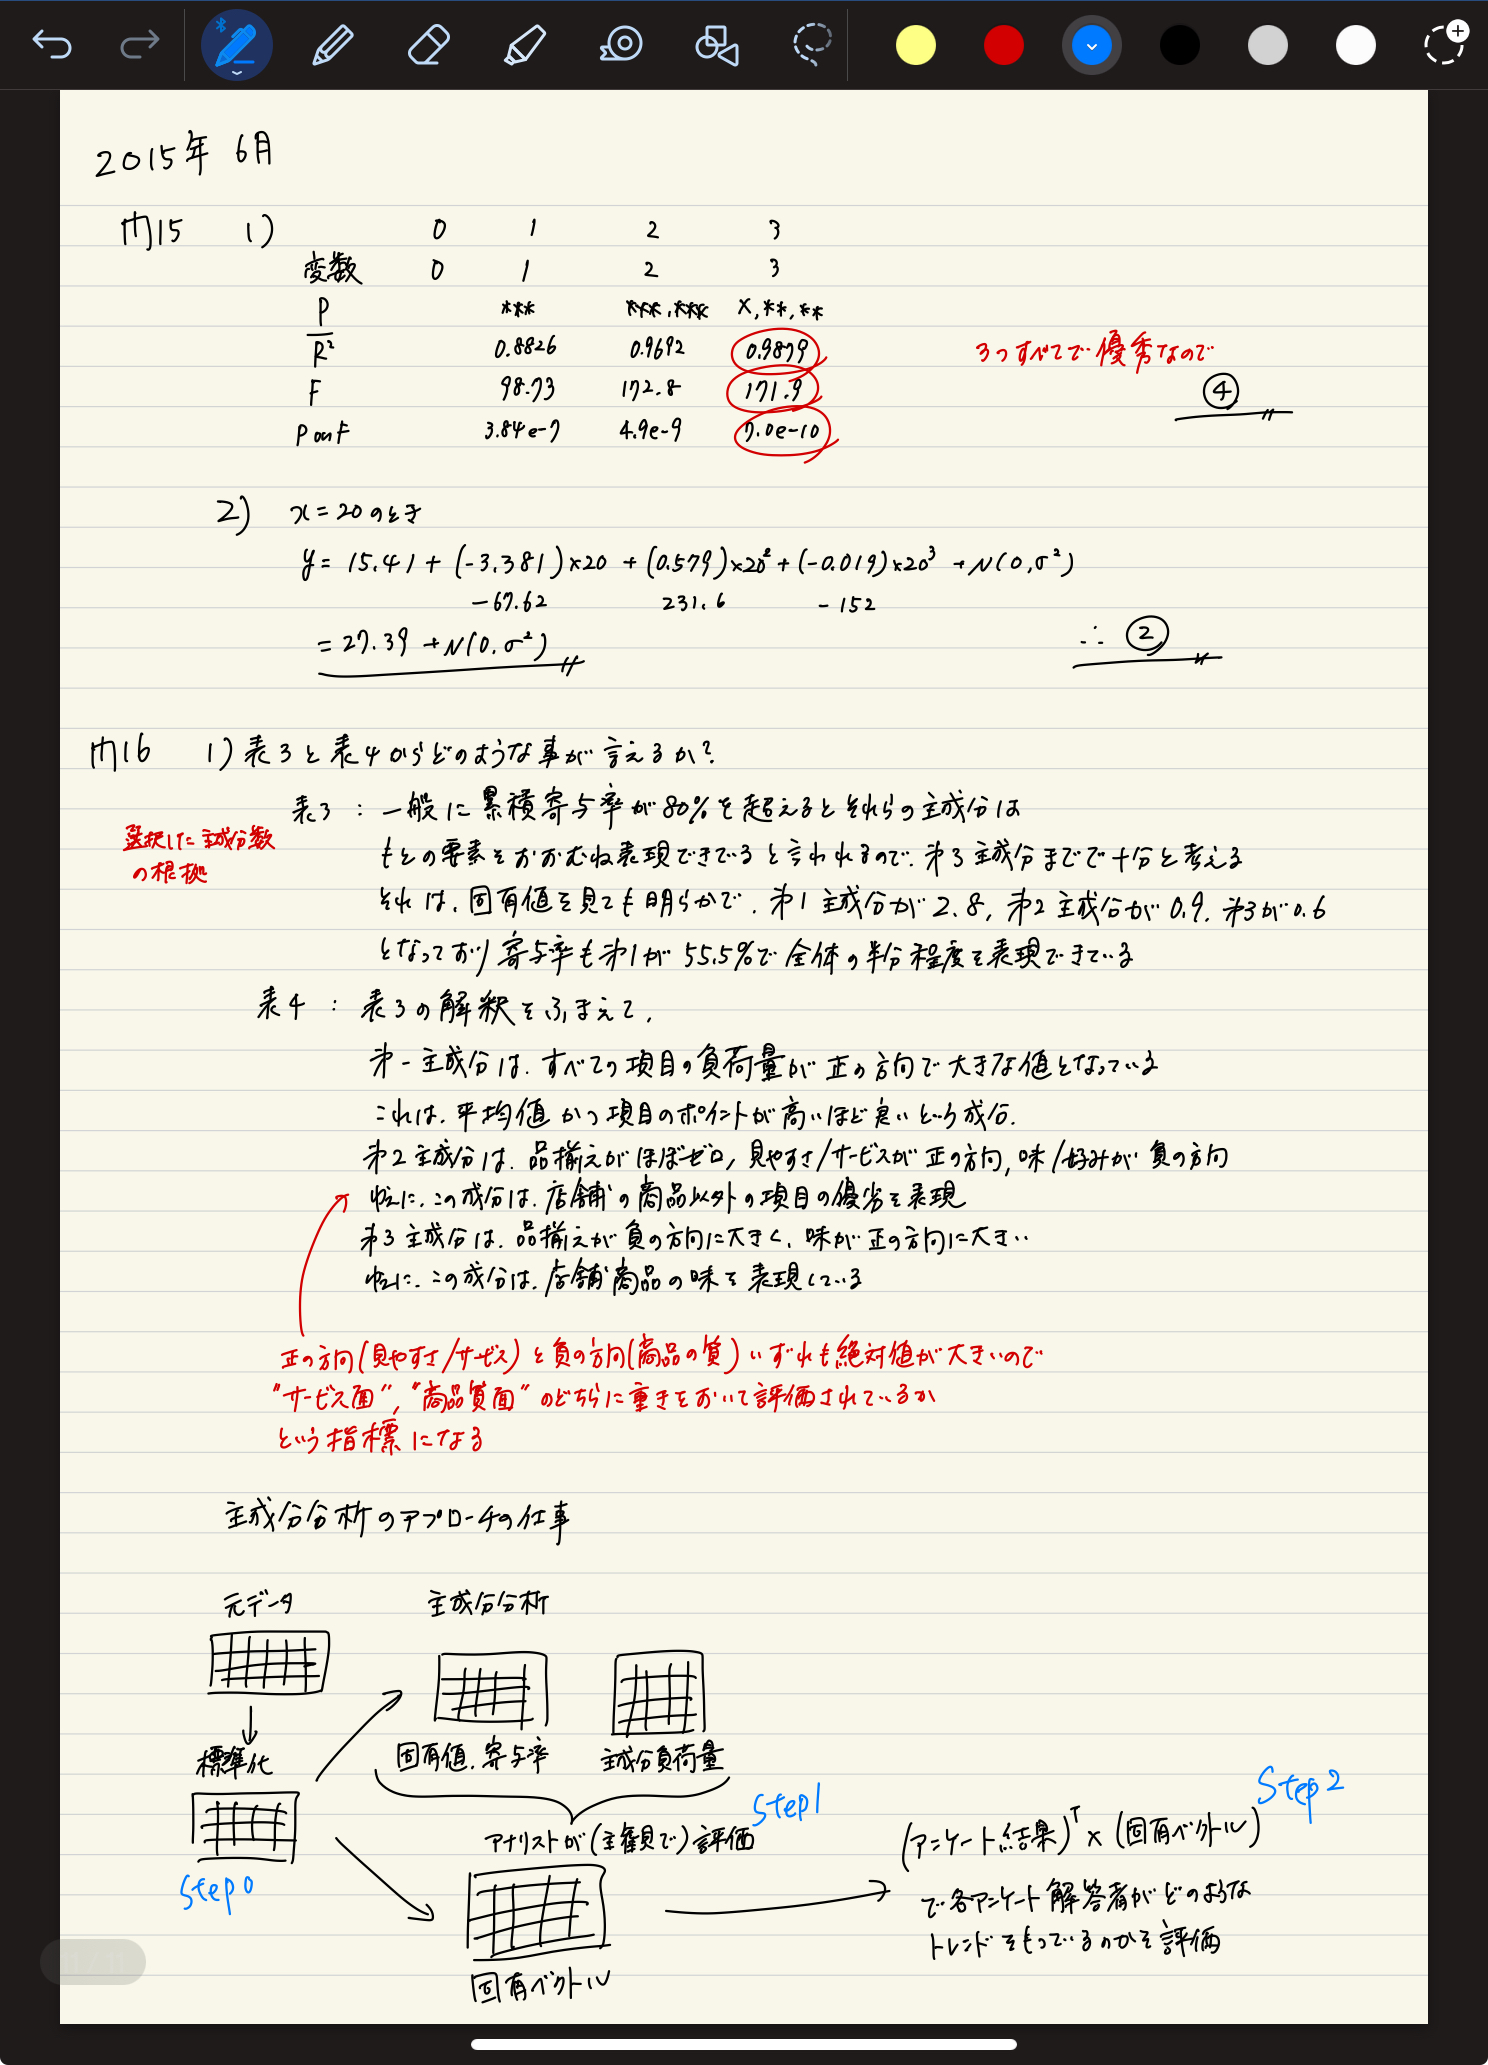 2015年 6月
問15 1) 0 1 2 3
変数 0 1 2 3
P *** ***,*** ×,**,**
R² 0.8826 0.9692 0.9879
3つすべてで優秀なので
F 98.73 172.8 171.9
④
P on F 3.84e-7 4.9e-9 7.0e-10
2) x=20のとき
y = 15.41 + (-3.381)×20 + (0.579)×20² + (-0.019)×20³ + N(0,σ²)
-67.62 231.6 -152
= 27.39 + N(0,σ²)
∴ ②
問16 1) 表3と表4からどのような事が言えるか?
表3 : 一般に累積寄与率が80%を超えるとそれらの主成分は
選択した主成分数
の根拠
もとの要素をおおむね表現できでると言われるので、第3主成分までで十分と考える
それは、固有値を見ても明らかで、第1主成分が2.8, 第2主成分が0.9, 第3が0.6
となっており寄与率も第1が55.5%で全体の半分程度を表現できている
表4 : 表3の解釈をふまえて、
第一主成分は、すべての項目の負荷量が正の方向で大きな値となっている
これは、平均値かつ項目のポイントが高いほど良いという成分.
第2主成分は、品揃えがほぼゼロ, 見やすさ/サービスが正の方向, 味/好みが負の方向
故に、この成分は、店舗の商品以外の項目の優劣を表現
第3主成分は、品揃えが負の方向に大きく、味が正の方向に大きい
故に、この成分は、店舗商品の味を表現している
正の方向(見やすさ/サービス)と負の方向(商品の質)いずれも絶対値が大きいので
"サービス面", "商品質面"のどちらに重きをおいて評価されているか
という指標になる
主成分分析のアプローチの仕事
元データ 主成分分析
標準化 固有値, 寄与率 主成分負荷量
Step1
Step2
アナリストが(主観で)評価
(アンケート結果)ᵀ × (固有ベクトル)
Step0
で各アンケート解答者がどのような
トレンドをもっているのかを評価
固有ベクトル